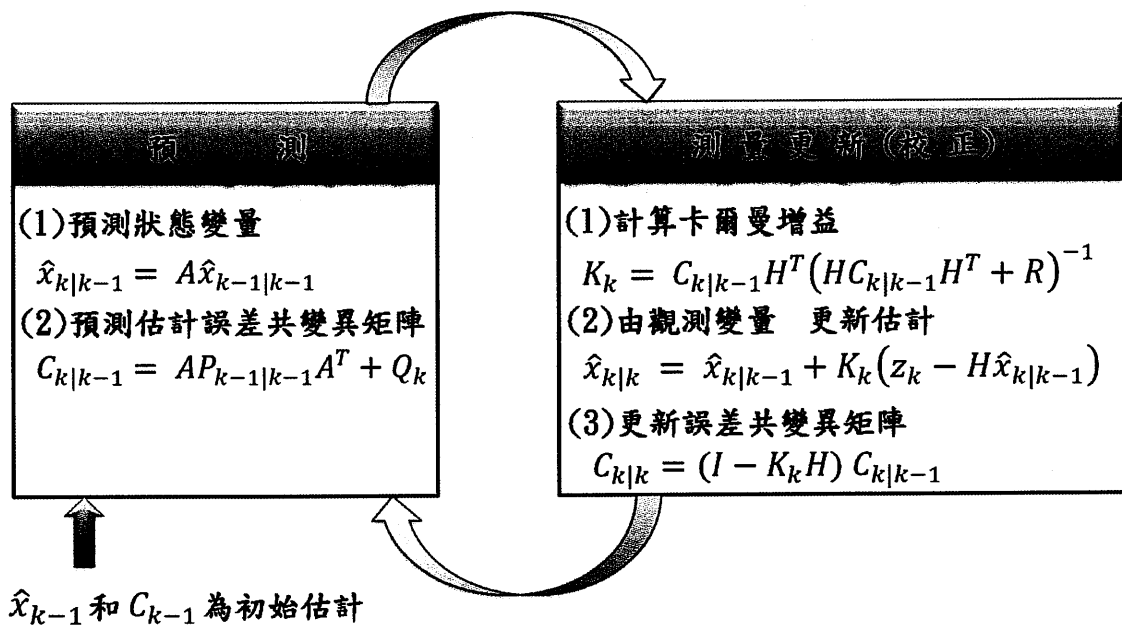 預 測
(1)預測狀態變量
x̂_{k|k-1} = Ax̂_{k-1|k-1}
(2)預測估計誤差共變異矩陣
C_{k|k-1} = AP_{k-1|k-1}A^T + Q_k
測量更新(校正)
(1)計算卡爾曼增益
K_k = C_{k|k-1}H^T(HC_{k|k-1}H^T + R)^{-1}
(2)由觀測變量 更新估計
x̂_{k|k} = x̂_{k|k-1} + K_k(z_k − Hx̂_{k|k-1})
(3)更新誤差共變異矩陣
C_{k|k} = (I − K_kH) C_{k|k-1}
x̂_{k-1} 和 C_{k-1} 為初始估計